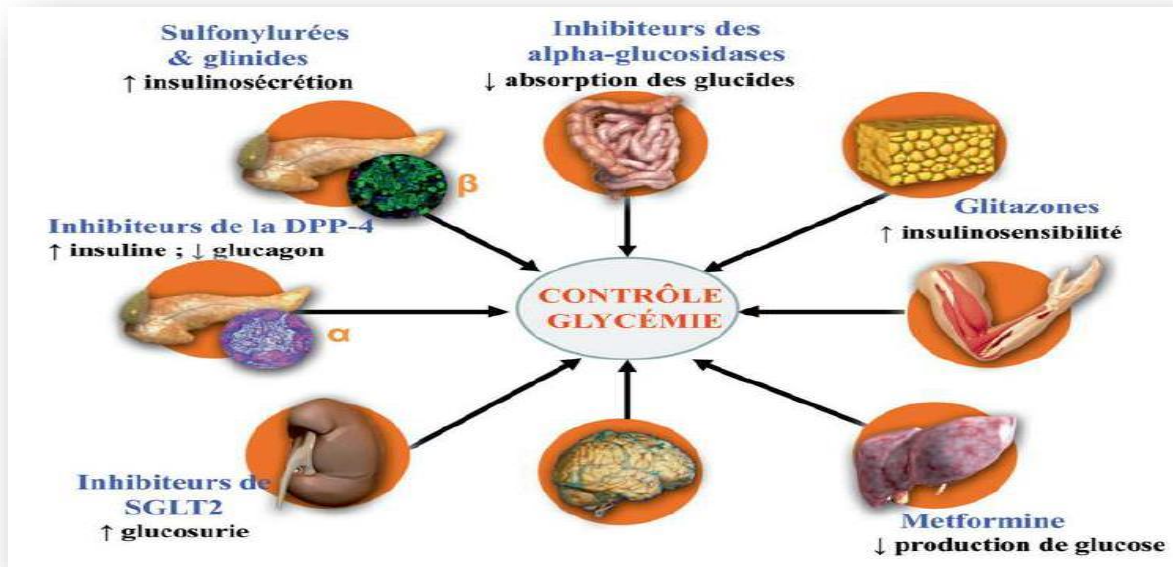 Sulfonylurées
& glinides
↑ insulinosécrétion
β
Inhibiteurs des
alpha-glucosidases
↓ absorption des glucides
Glitazones
↑ insulinosensibilité
Inhibiteurs de la DPP-4
↑ insuline ; ↓ glucagon
α
CONTRÔLE
GLYCÉMIE
Inhibiteurs de
SGLT2
↑ glucosurie
Metformine
↓ production de glucose